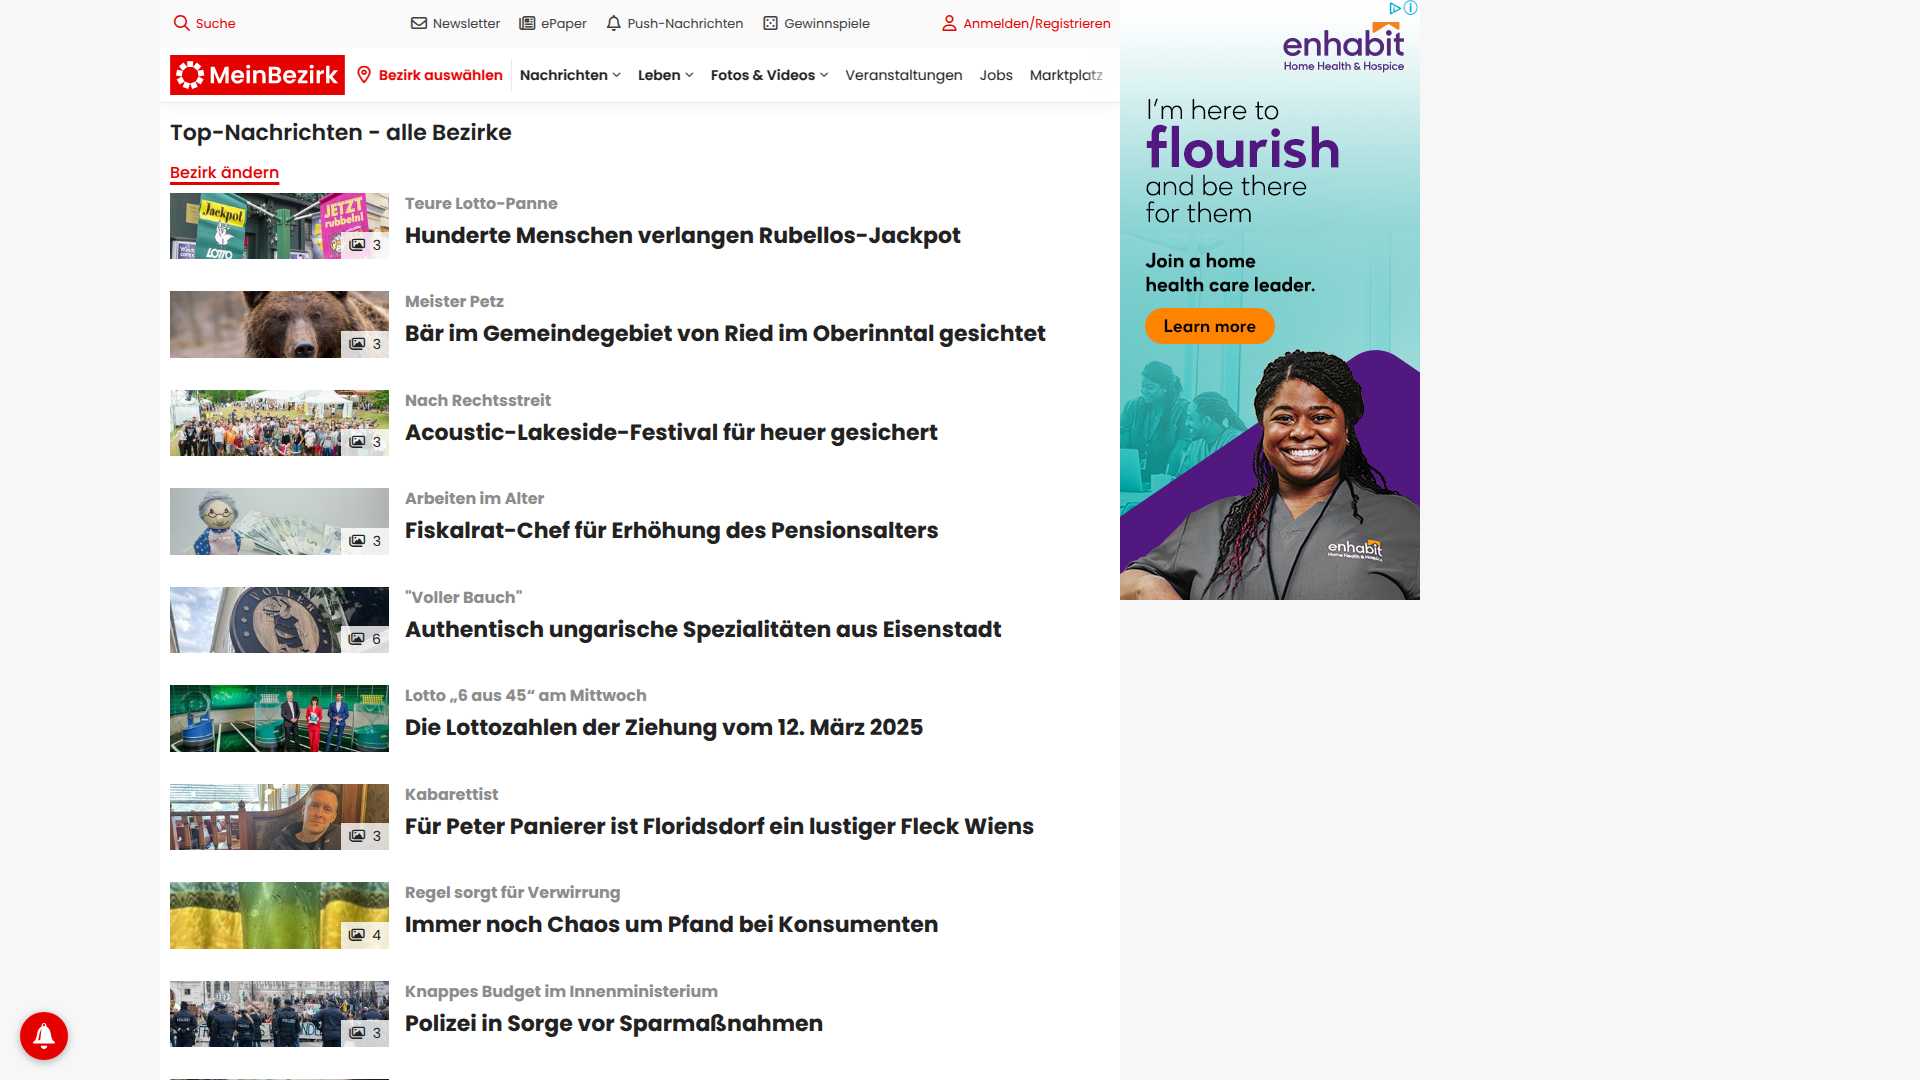 Suche
Newsletter
ePaper
Push-Nachrichten
Gewinnspiele
Anmelden/Registrieren
MeinBezirk
Bezirk auswählen
Nachrichten
Leben
Fotos & Videos
Veranstaltungen
Jobs
Marktplatz
Top-Nachrichten - alle Bezirke
Bezirk ändern
Jackpot
LOTTO
JETZT
rubbeln!
3
Teure Lotto-Panne
Hunderte Menschen verlangen Rubellos-Jackpot
3
Meister Petz
Bär im Gemeindegebiet von Ried im Oberinntal gesichtet
3
Nach Rechtsstreit
Acoustic-Lakeside-Festival für heuer gesichert
3
Arbeiten im Alter
Fiskalrat-Chef für Erhöhung des Pensionsalters
VOLLER
6
"Voller Bauch"
Authentisch ungarische Spezialitäten aus Eisenstadt
Lotto „6 aus 45“ am Mittwoch
Die Lottozahlen der Ziehung vom 12. März 2025
3
Kabarettist
Für Peter Panierer ist Floridsdorf ein lustiger Fleck Wiens
4
Regel sorgt für Verwirrung
Immer noch Chaos um Pfand bei Konsumenten
3
Knappes Budget im Innenministerium
Polizei in Sorge vor Sparmaßnahmen
enhabit
Home Health & Hospice
I'm here to
flourish
and be there
for them
Join a home
health care leader.
Learn more
enhabit
Home Health & Hospice